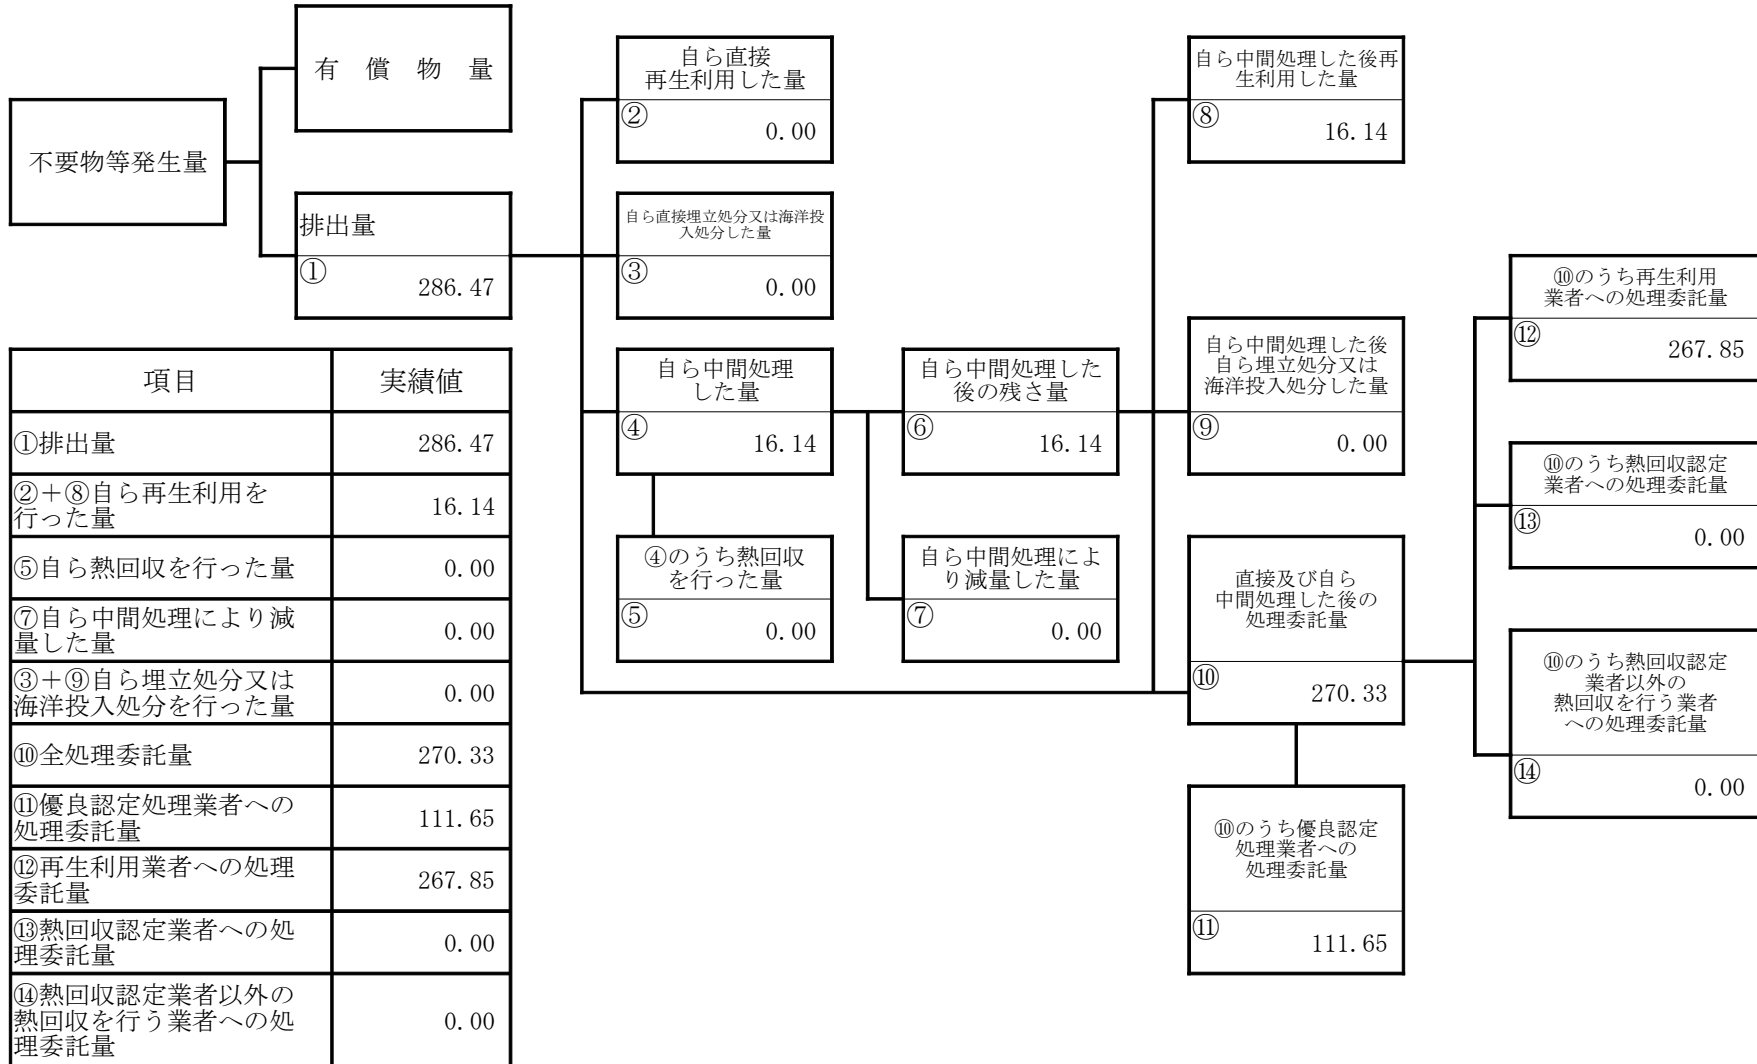 有　償　物　量
不要物等発生量
排出量
①
286.47
自ら直接
再生利用した量
②
0.00
自ら直接埋立処分又は海洋投
入処分した量
③
0.00
自ら中間処理
した量
④
16.14
④のうち熱回収
を行った量
⑤
0.00
自ら中間処理した
後の残さ量
⑥
16.14
自ら中間処理によ
り減量した量
⑦
0.00
自ら中間処理した後再
生利用した量
⑧
16.14
自ら中間処理した後
自ら埋立処分又は
海洋投入処分した量
⑨
0.00
直接及び自ら
中間処理した後の
処理委託量
⑩
270.33
⑩のうち優良認定
処理業者への
処理委託量
⑪
111.65
⑩のうち再生利用
業者への処理委託量
⑫
267.85
⑩のうち熱回収認定
業者への処理委託量
⑬
0.00
⑩のうち熱回収認定
業者以外の
熱回収を行う業者
への処理委託量
⑭
0.00
項目 実績値
①排出量 286.47
②＋⑧自ら再生利用を
行った量 16.14
⑤自ら熱回収を行った量 0.00
⑦自ら中間処理により減
量した量 0.00
③＋⑨自ら埋立処分又は
海洋投入処分を行った量 0.00
⑩全処理委託量 270.33
⑪優良認定処理業者への
処理委託量 111.65
⑫再生利用業者への処理
委託量 267.85
⑬熱回収認定業者への処
理委託量 0.00
⑭熱回収認定業者以外の
熱回収を行う業者への処
理委託量 0.00